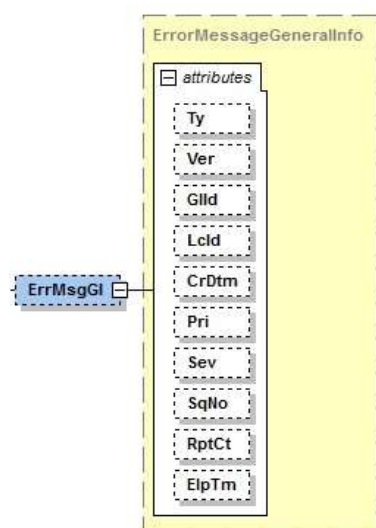 ErrorMessageGeneralInfo
attributes
Ty
Ver
GlId
LcId
CrDtm
Pri
Sev
ErrMsgGI
SqNo
RptCt
ElpTm